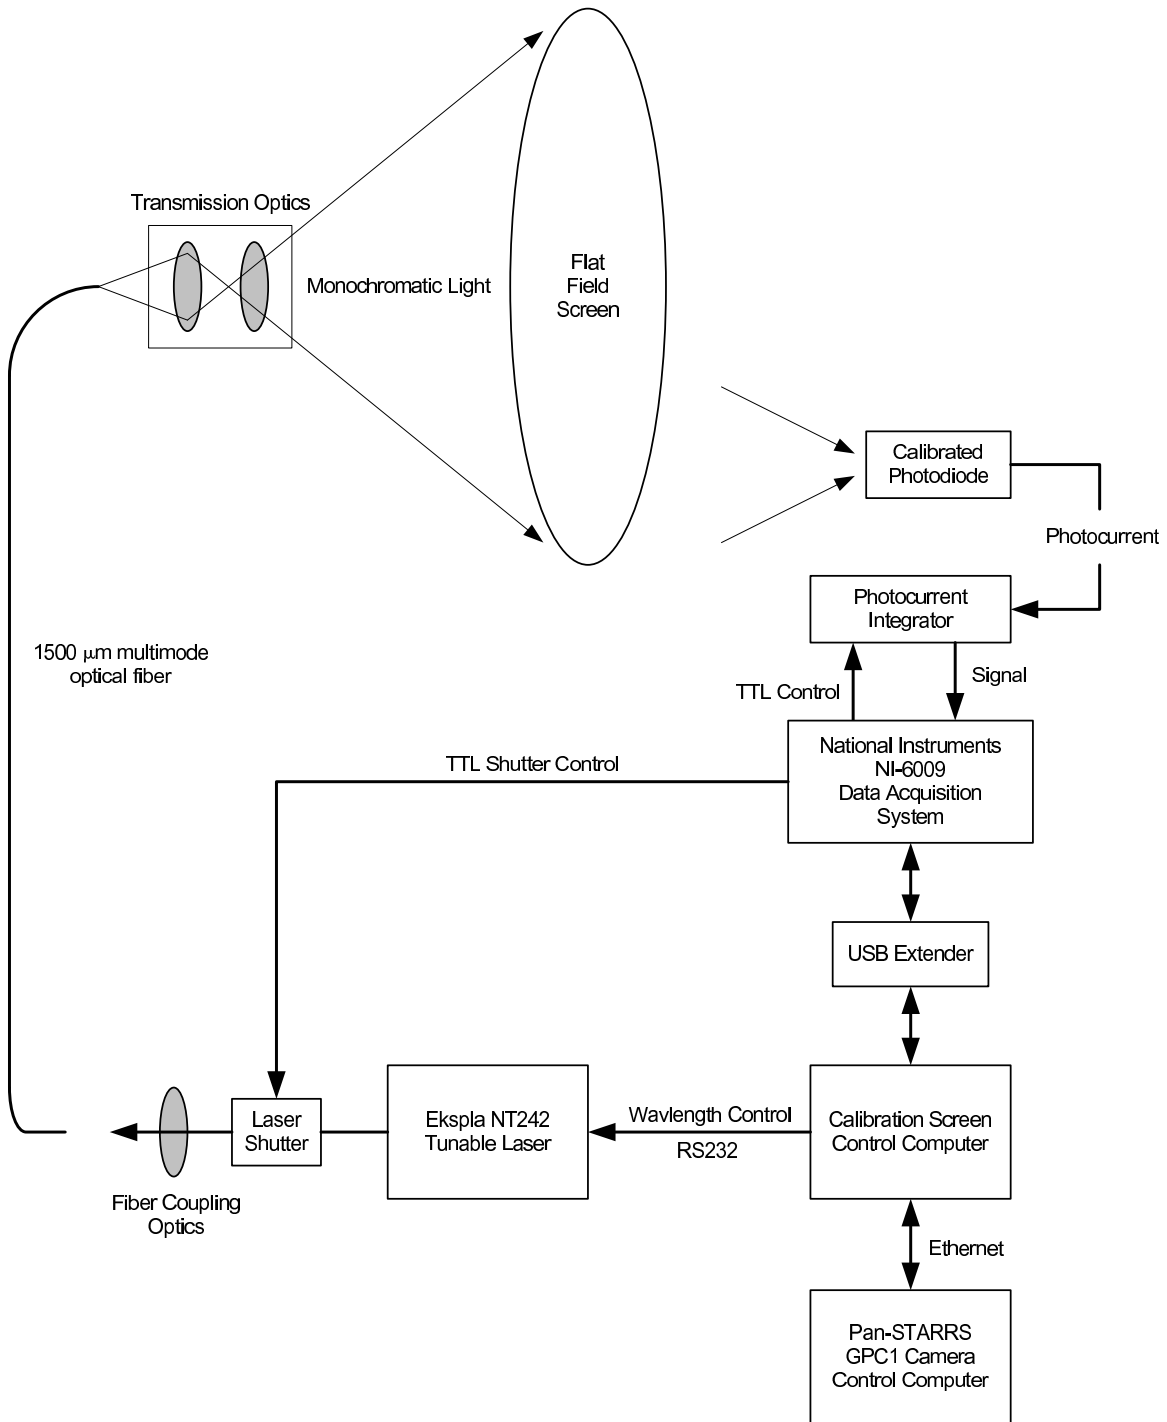 Transmission Optics
Monochromatic Light
Flat
Field
Screen
Calibrated
Photodiode
Photocurrent
Photocurrent
Integrator
1500 μm multimode
optical fiber
TTL Control
Signal
National Instruments
NI-6009
Data Acquisition
System
TTL Shutter Control
USB Extender
Laser
Shutter
Ekspla NT242
Tunable Laser
Wavlength Control
RS232
Calibration Screen
Control Computer
Fiber Coupling
Optics
Ethernet
Pan-STARRS
GPC1 Camera
Control Computer